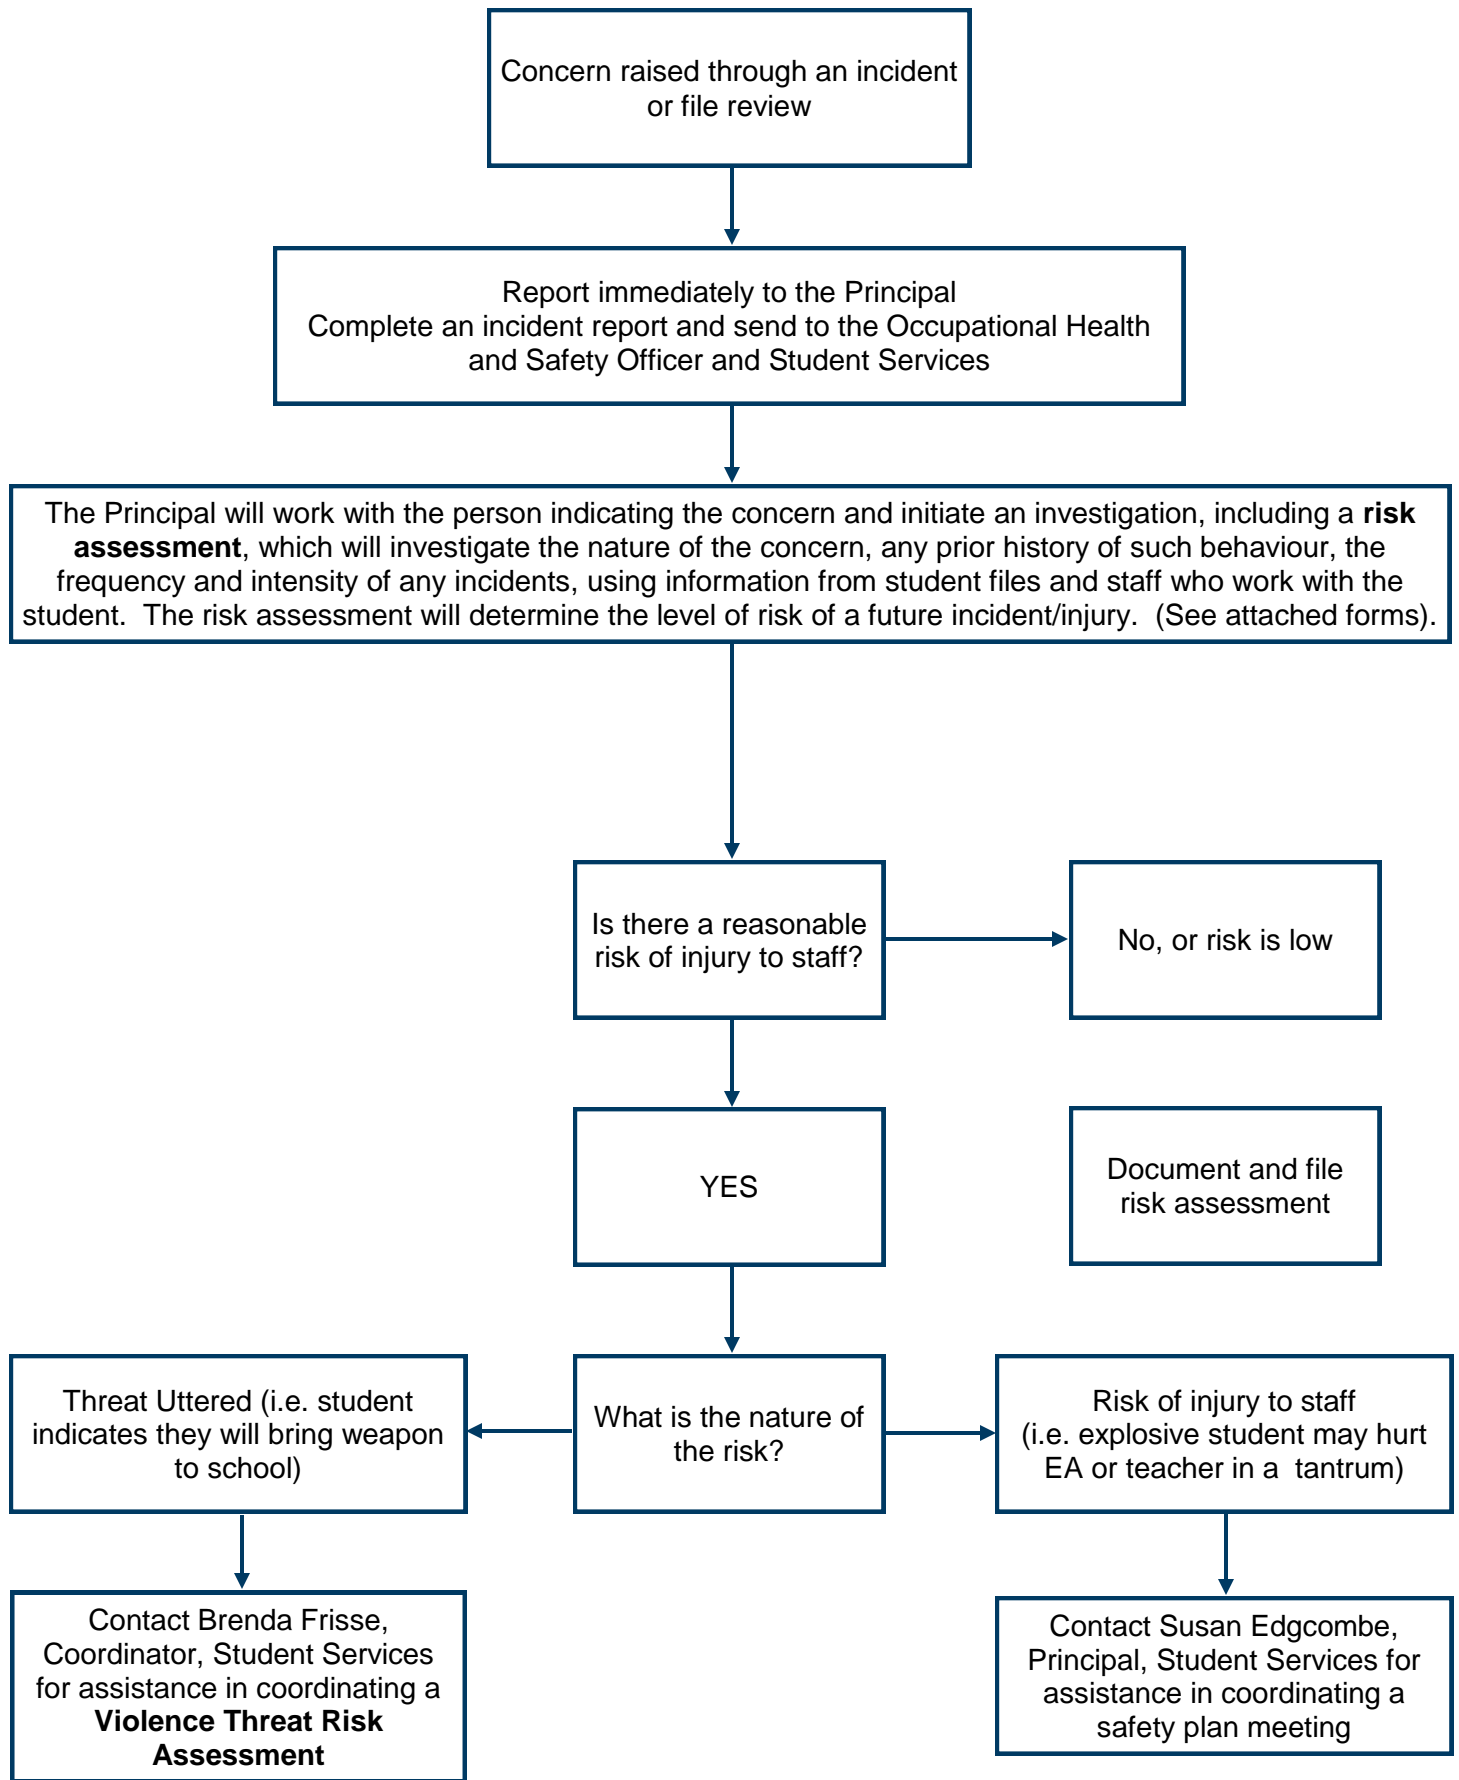 Concern raised through an incident
or file review
Report immediately to the Principal
Complete an incident report and send to the Occupational Health
and Safety Officer and Student Services
The Principal will work with the person indicating the concern and initiate an investigation, including a risk
assessment, which will investigate the nature of the concern, any prior history of such behaviour, the
frequency and intensity of any incidents, using information from student files and staff who work with the
student.  The risk assessment will determine the level of risk of a future incident/injury.  (See attached forms).
Is there a reasonable
risk of injury to staff?
No, or risk is low
YES
Document and file
risk assessment
Threat Uttered (i.e. student
indicates they will bring weapon
to school)
What is the nature of
the risk?
Risk of injury to staff
(i.e. explosive student may hurt
EA or teacher in a  tantrum)
Contact Brenda Frisse,
Coordinator, Student Services
for assistance in coordinating a
Violence Threat Risk
Assessment
Contact Susan Edgcombe,
Principal, Student Services for
assistance in coordinating a
safety plan meeting